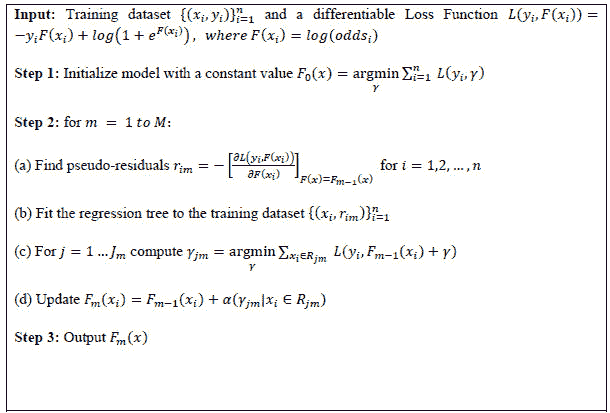 Input: Training dataset {(xᵢ, yᵢ)}ⁿᵢ₌₁ and a differentiable Loss Function L(yᵢ, F(xᵢ)) =
−yᵢF(xᵢ) + log(1 + e^{F(xᵢ)}), where F(xᵢ) = log(oddsᵢ)
Step 1: Initialize model with a constant value F₀(x) = argmin_γ ∑ⁿᵢ₌₁ L(yᵢ, γ)
Step 2: for m = 1 to M:
(a) Find pseudo-residuals rᵢₘ = −[∂L(yᵢ,F(xᵢ))/∂F(xᵢ)]_{F(x)=Fₘ₋₁(x)} for i = 1,2, … , n
(b) Fit the regression tree to the training dataset {(xᵢ, rᵢₘ)}ⁿᵢ₌₁
(c) For j = 1 … Jₘ compute γⱼₘ = argmin_γ ∑_{xᵢ∈Rⱼₘ} L(yᵢ, Fₘ₋₁(xᵢ) + γ)
(d) Update Fₘ(xᵢ) = Fₘ₋₁(xᵢ) + α(γⱼₘ|xᵢ ∈ Rⱼₘ)
Step 3: Output Fₘ(x)